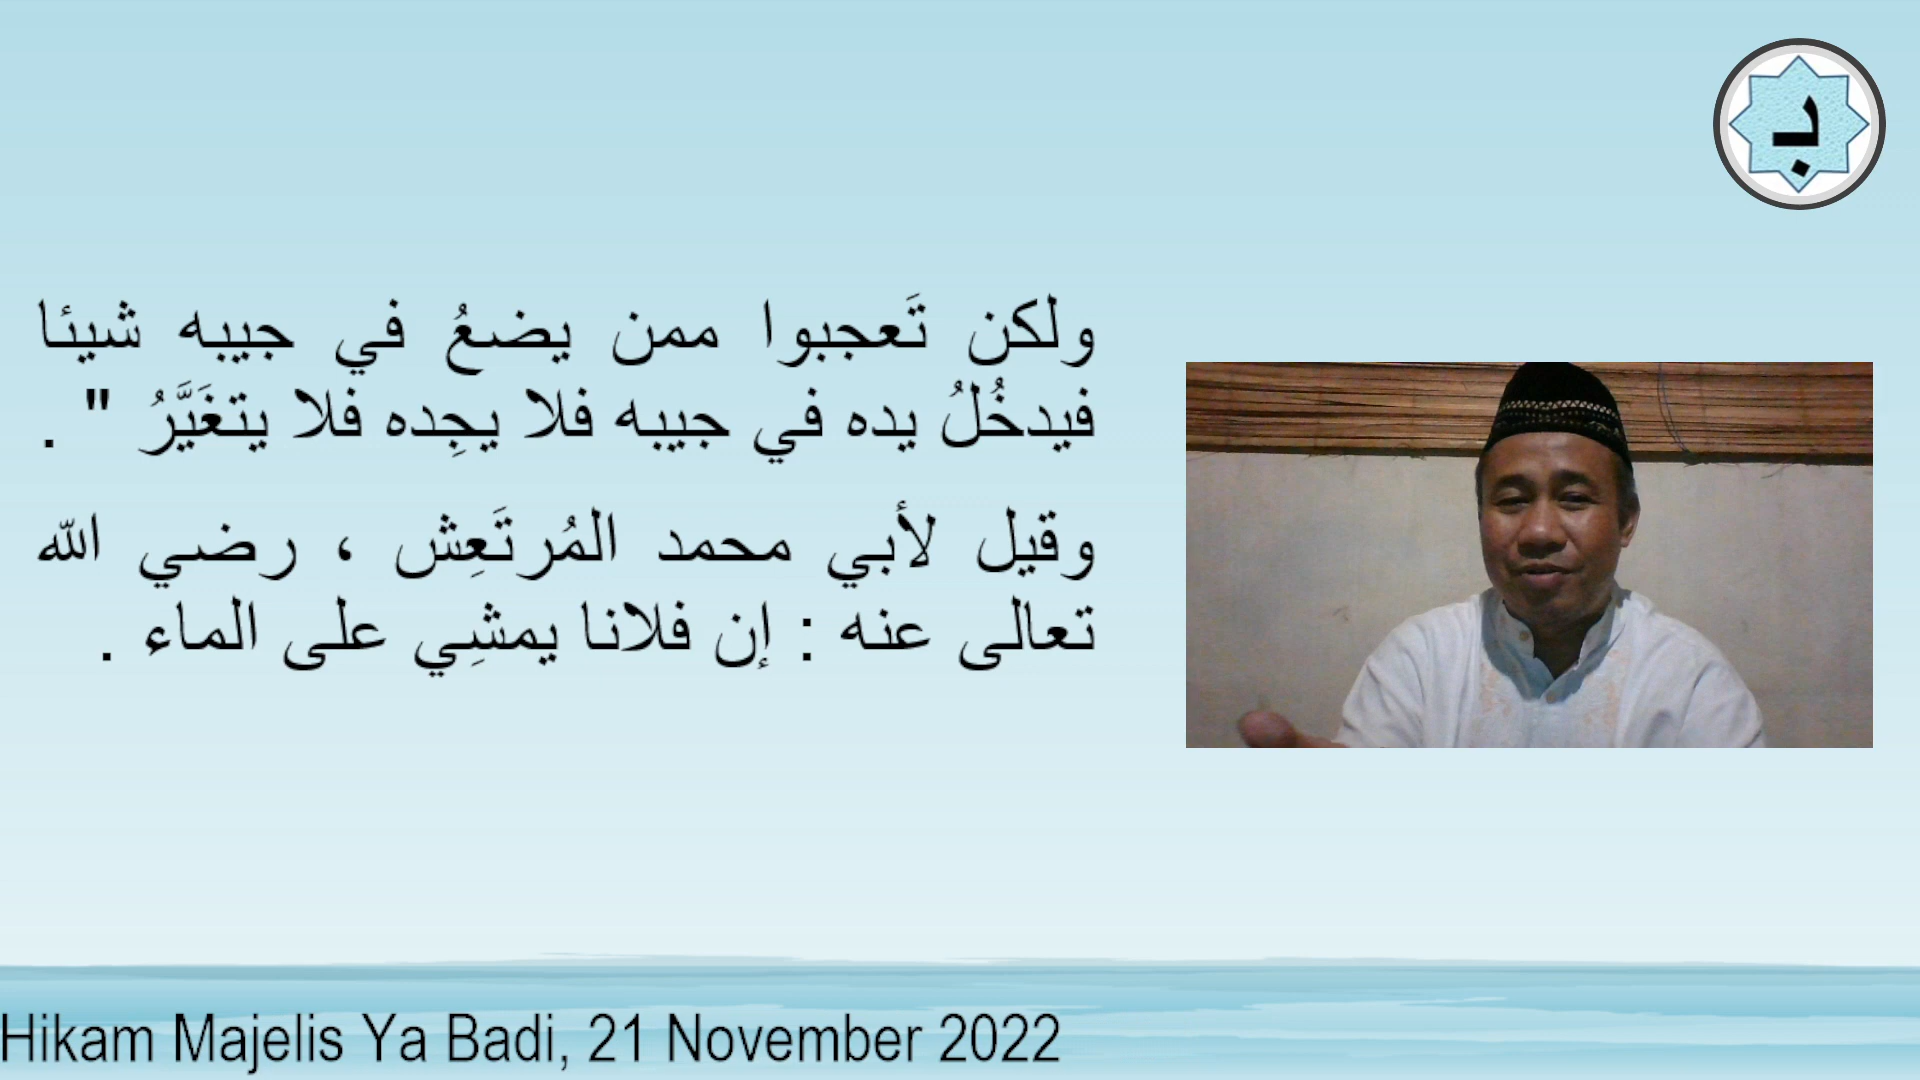 ولكن تَعجبوا ممن يضعُ في جيبه شيئا
فيدخُلُ يده في جيبه فلا يجِده فلا يتغَيَّرُ " .
وقيل لأبي محمد المُرتَعِش ، رضي الله
تعالى عنه : إن فلانا يمشِي على الماء .
بد
Hikam Majelis Ya Badi, 21 November 2022